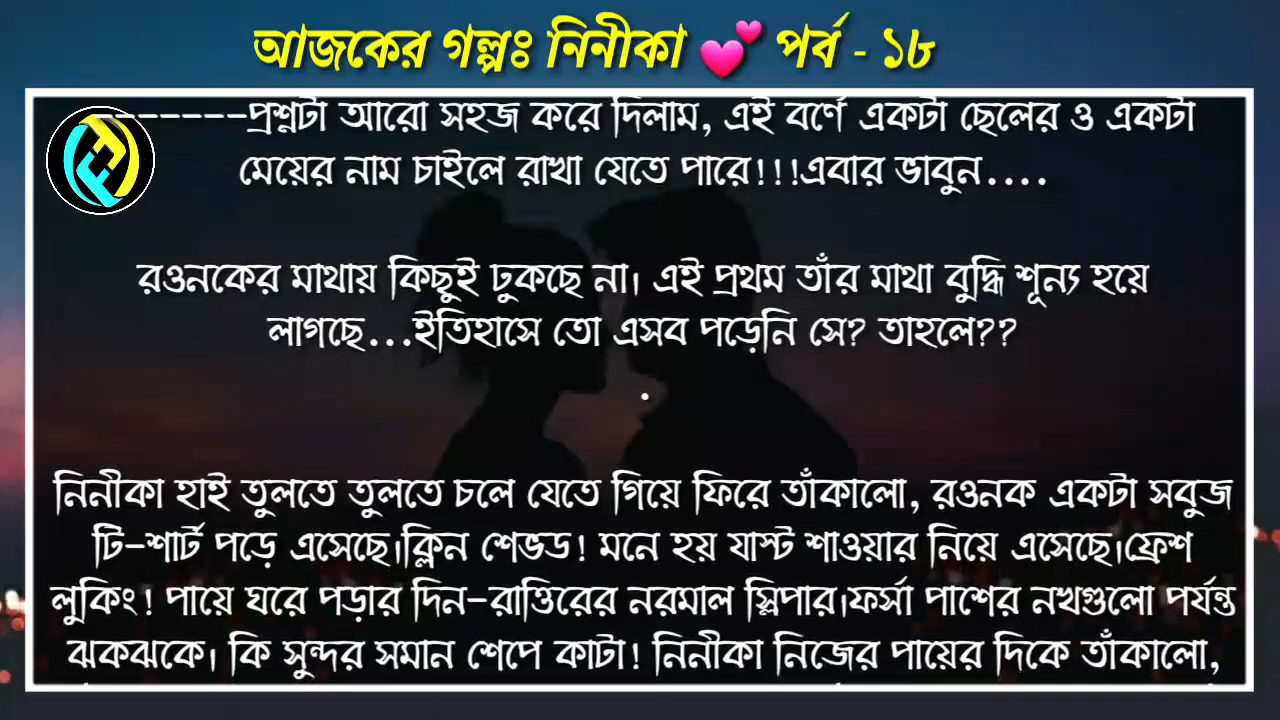 আজকের গল্পঃ নিনীকা 💕 পর্ব - ১৮
-------প্রশ্নটা আরো সহজ করে দিলাম, এই বর্ণে একটা ছেলের ও একটা
মেয়ের নাম চাইলে রাখা যেতে পারে!!!এবার ভাবুন....
রওনকের মাথায় কিছুই ঢুকছে না। এই প্রথম তাঁর মাথা বুদ্ধি শূন্য হয়ে
লাগছে...ইতিহাসে তো এসব পড়েনি সে? তাহলে??
.
নিনীকা হাই তুলতে তুলতে চলে যেতে গিয়ে ফিরে তাঁকালো, রওনক একটা সবুজ
টি-শার্ট পড়ে এসেছে।ক্লিন শেভড! মনে হয় যাস্ট শাওয়ার নিয়ে এসেছে।ফ্রেশ
লুকিং! পায়ে ঘরে পড়ার দিন-রাত্তিরের নরমাল স্লিপার।ফর্সা পাশের নখগুলো পর্যন্ত
ঝকঝকে। কি সুন্দর সমান শেপে কাটা! নিনীকা নিজের পায়ের দিকে তাঁকালো,